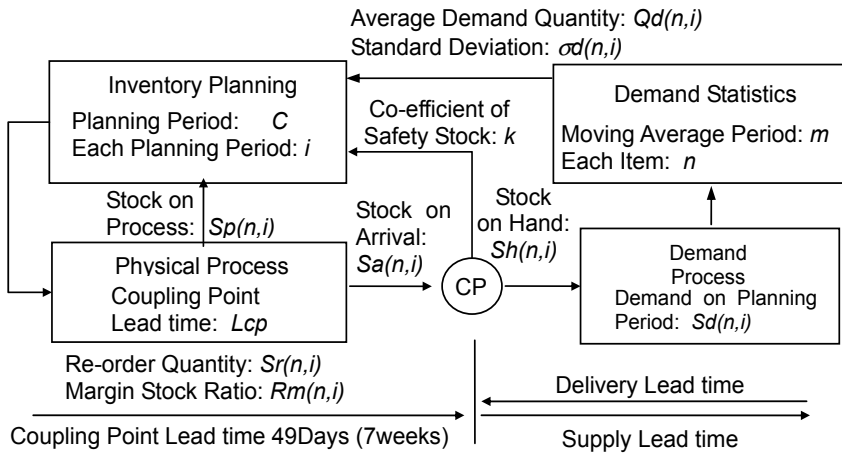 Average Demand Quantity: Qd(n,i)
Standard Deviation: σd(n,i)
Inventory Planning
Planning Period: C
Each Planning Period: i
Co-efficient of
Safety Stock: k
Demand Statistics
Moving Average Period: m
Each Item: n
Stock on
Process: Sp(n,i)
Stock on
Arrival:
Sa(n,i)
Stock
on Hand:
Sh(n,i)
Physical Process
Coupling Point
Lead time: Lcp
CP
Demand
Process
Demand on Planning
Period: Sd(n,i)
Re-order Quantity: Sr(n,i)
Margin Stock Ratio: Rm(n,i)
Delivery Lead time
Coupling Point Lead time 49Days (7weeks)
Supply Lead time